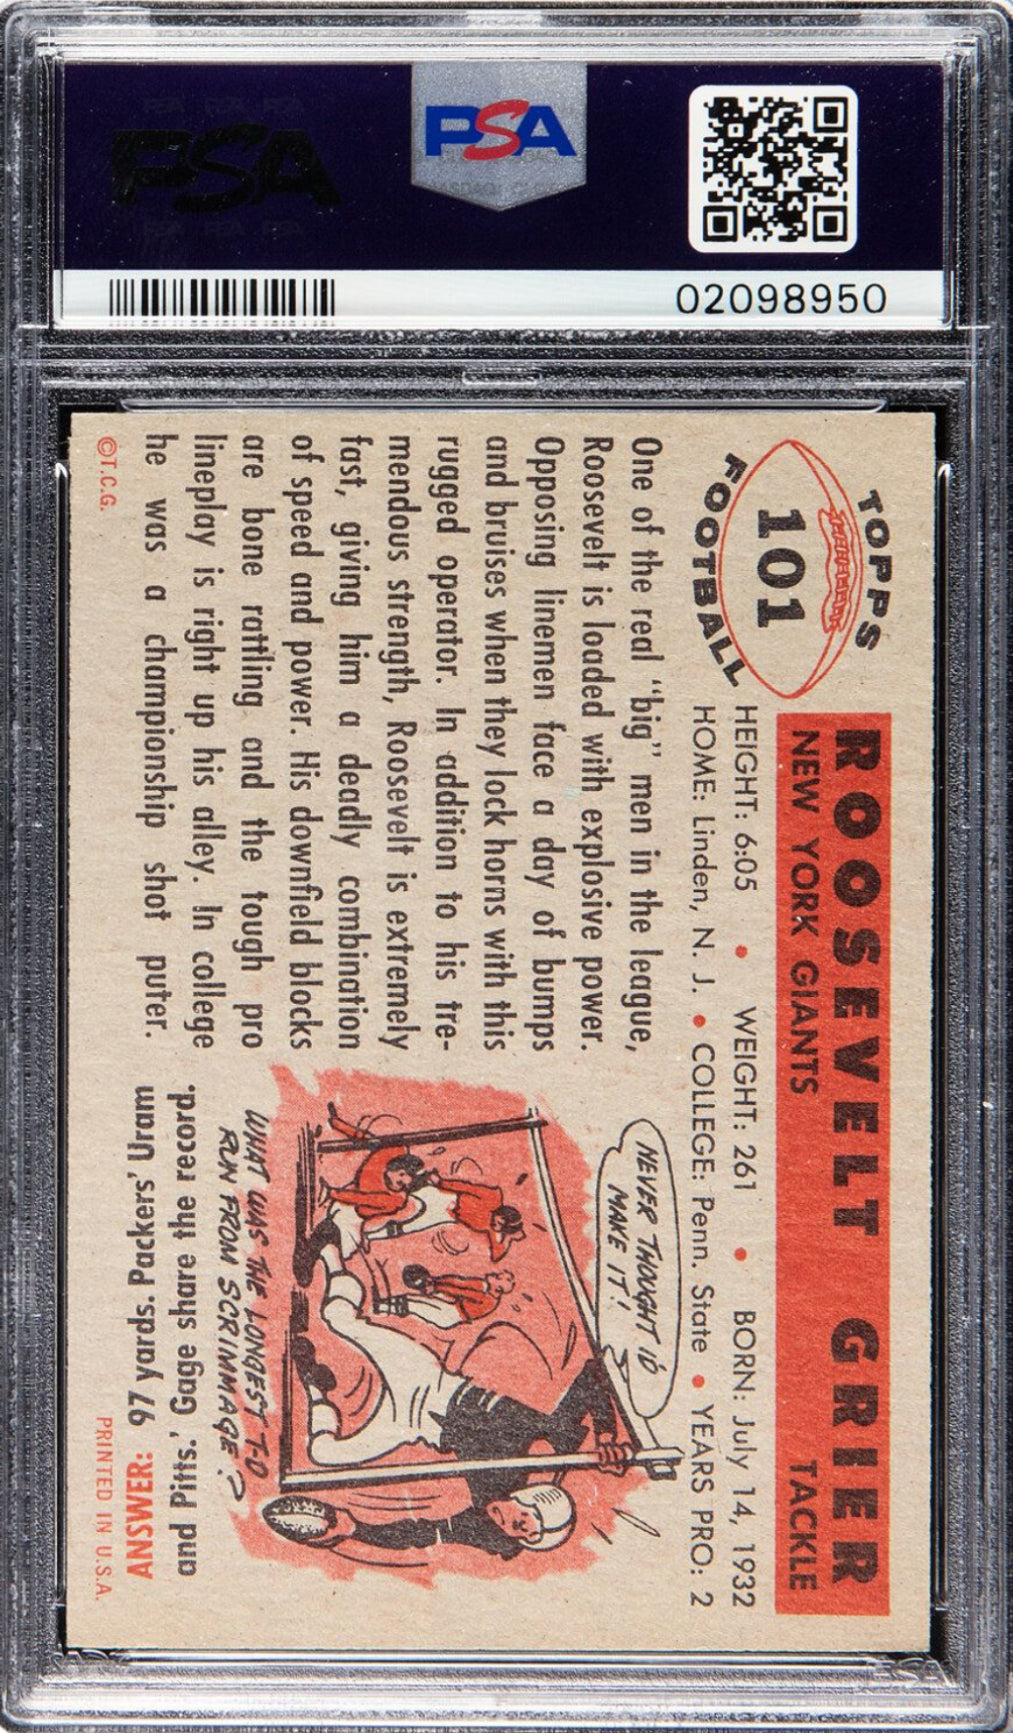 PSA
PSA
02098950
TOPPS
101
FOOTBALL
ROOSEVELT GRIER
NEW YORK GIANTS TACKLE
HEIGHT: 6:05 • WEIGHT: 261 • BORN: July 14, 1932
HOME: Linden, N. J. • COLLEGE: Penn. State • YEARS PRO: 2
One of the real "big" men in the league,
Roosevelt is loaded with explosive power.
Opposing linemen face a day of bumps
and bruises when they lock horns with this
rugged operator. In addition to his tre-
mendous strength, Roosevelt is extremely
fast, giving him a deadly combination
of speed and power. His downfield blocks
are bone rattling and the tough pro
lineplay is right up his alley. In college
he was a championship shot puter.
©T.C.G.
NEVER THOUGHT I'D
MAKE IT!
WHAT WAS THE LONGEST T-D
RUN FROM SCRIMMAGE?
ANSWER: 97 yards. Packers' Uram
and Pitts.' Gage share the record.
PRINTED IN U.S.A.